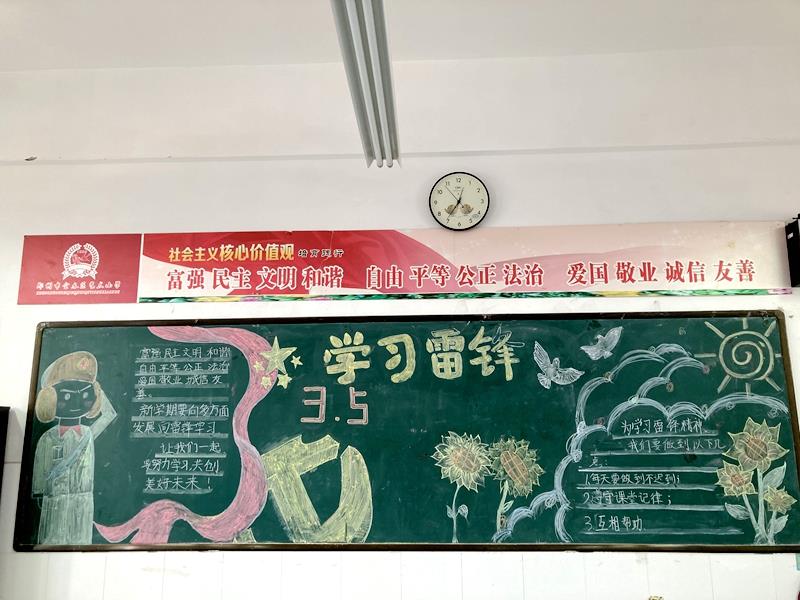 社会主义核心价值观 培育践行
富强 民主 文明 和谐 自由 平等 公正 法治 爱国 敬业 诚信 友善
学习雷锋
3.5
富强 民主 文明 和谐
自由 平等 公正 法治
爱国 敬业 诚信 友
善。
新学期要向多方面
发展 向雷锋学习
让我们一起
努力学习，共创
美好未来！
为学习雷锋精神，
我们要做到以下几
点：
1.每天要做到不迟到；
2.遵守课堂记律；
3.互相帮助